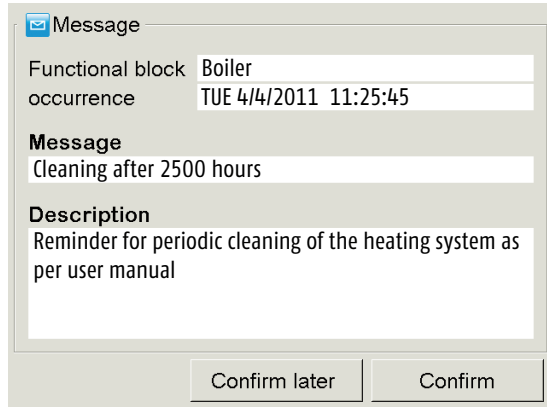 Message
Functional block Boiler
occurrence TUE 4/4/2011 11:25:45
Message
Cleaning after 2500 hours
Description
Reminder for periodic cleaning of the heating system as
per user manual
Confirm later Confirm